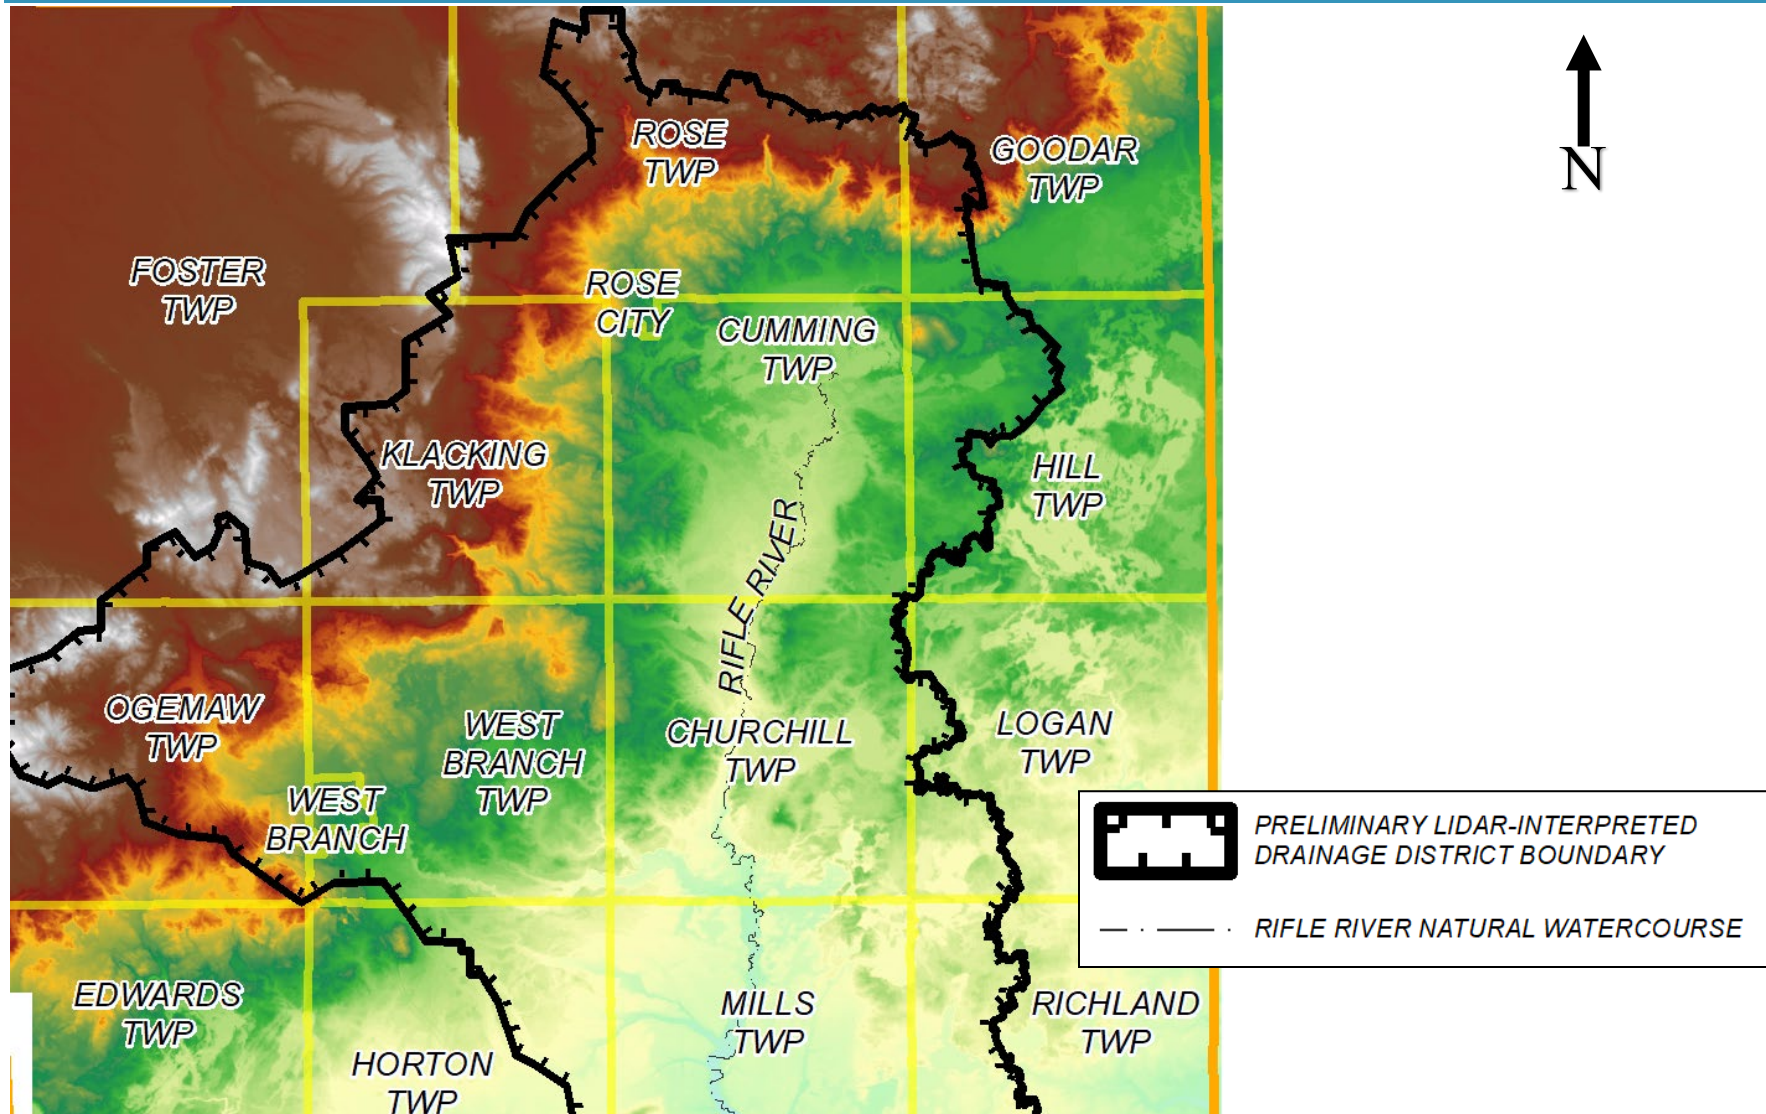 N
ROSE
TWP
GOODAR
TWP
FOSTER
TWP
ROSE
CITY
CUMMING
TWP
KLACKING
TWP
HILL
TWP
RIFLE RIVER
OGEMAW
TWP
WEST
BRANCH
TWP
CHURCHILL
TWP
LOGAN
TWP
WEST
BRANCH
PRELIMINARY LIDAR-INTERPRETED
DRAINAGE DISTRICT BOUNDARY
RIFLE RIVER NATURAL WATERCOURSE
EDWARDS
TWP
MILLS
TWP
RICHLAND
TWP
HORTON
TWP